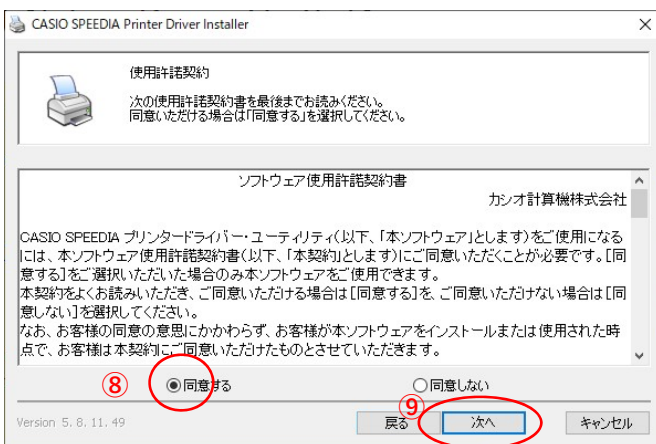 CASIO SPEEDIA Printer Driver Installer
使用許諾契約
次の使用許諾契約書を最後までお読みください。
同意いただける場合は「同意する」を選択してください。
ソフトウェア使用許諾契約書
カシオ計算機株式会社
CASIO SPEEDIA プリンタードライバー・ユーティリティ(以下、「本ソフトウェア」とします)をご使用になる
には、本ソフトウェア使用許諾契約書(以下、「本契約」とします)にご同意いただくことが必要です。[同
意する]をご選択いただいた場合のみ本ソフトウェアをご使用できます。
本契約をよくお読みいただき、ご同意いただける場合は[同意する]を、ご同意いただけない場合は[同
意しない]を選択してください。
なお、お客様の同意の意思にかかわらず、お客様が本ソフトウェアをインストールまたは使用された時
点で、お客様は本契約にご同意いただけたものとさせていただきます。
⑧ 同意する 同意しない
⑨
Version 5.8.11.49 戻る 次へ キャンセル